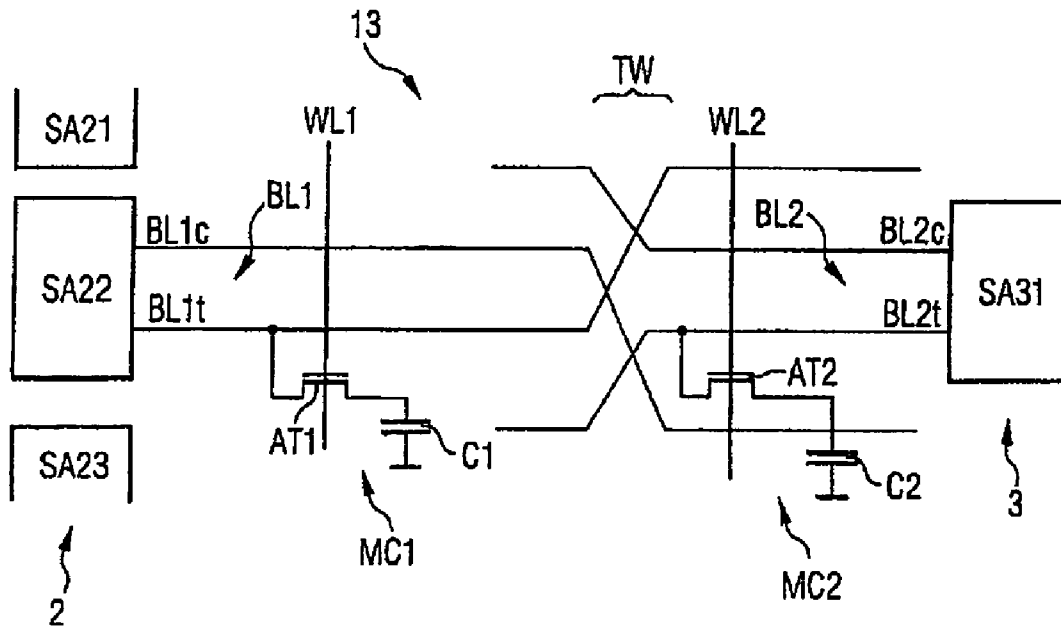 13
TW
SA21
WL1
WL2
BL1
BL1c
BL2
BL2c
SA22
SA31
BL1t
BL2t
AT1
AT2
C1
SA23
C2
3
MC1
MC2
2